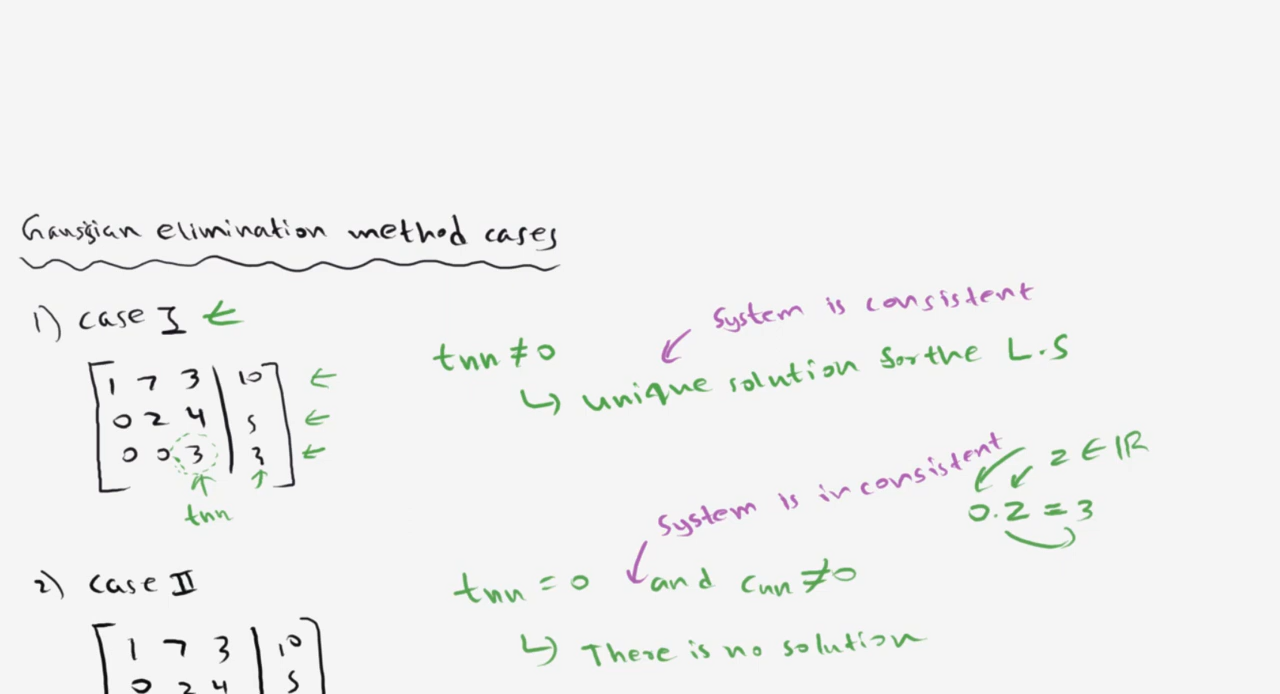 Gaussian elimination method cases
1) case I ←
System is consistent
tnn ≠ 0
↳ unique solution for the L.S
[ 1 7 3 | 10 ] ←
[ 0 2 4 | 5 ] ←
[ 0 0 3 | 3 ] ←
tnn
System is inconsistent
z ∈ IR
0.z = 3
2) case II
tnn = 0 and cnn ≠ 0
↳ There is no solution
[ 1 7 3 | 10 ]
0 2 4 | 5